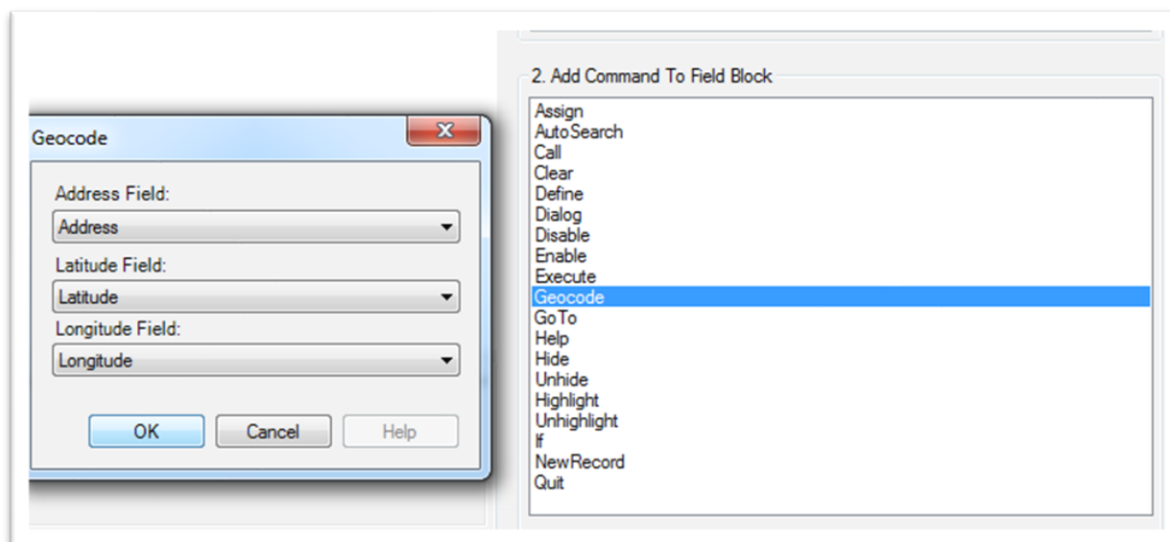 Geocode
Address Field:
Address
Latitude Field:
Latitude
Longitude Field:
Longitude
OK
Cancel
Help
2. Add Command To Field Block
Assign
AutoSearch
Call
Clear
Define
Dialog
Disable
Enable
Execute
Geocode
GoTo
Help
Hide
Unhide
Highlight
Unhighlight
If
NewRecord
Quit